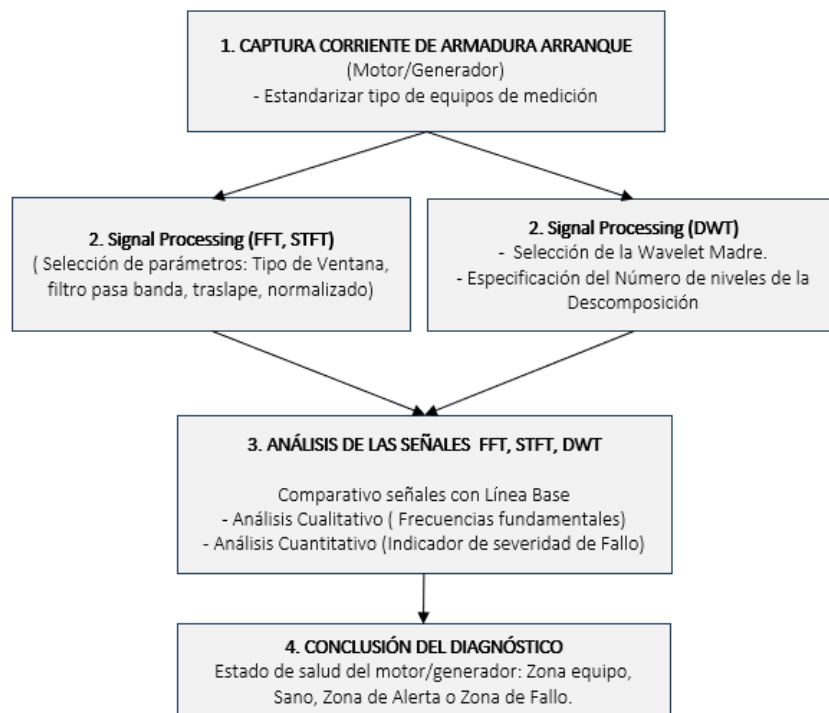 1. CAPTURA CORRIENTE DE ARMADURA ARRANQUE
(Motor/Generador)
- Estandarizar tipo de equipos de medición
2. Signal Processing (FFT, STFT)
( Selección de parámetros: Tipo de Ventana,
filtro pasa banda, traslape, normalizado)
2. Signal Processing (DWT)
- Selección de la Wavelet Madre.
- Especificación del Número de niveles de la
Descomposición
3. ANÁLISIS DE LAS SEÑALES FFT, STFT, DWT
Comparativo señales con Línea Base
- Análisis Cualitativo ( Frecuencias fundamentales)
- Análisis Cuantitativo (Indicador de severidad de Fallo)
4. CONCLUSIÓN DEL DIAGNÓSTICO
Estado de salud del motor/generador: Zona equipo,
Sano, Zona de Alerta o Zona de Fallo.